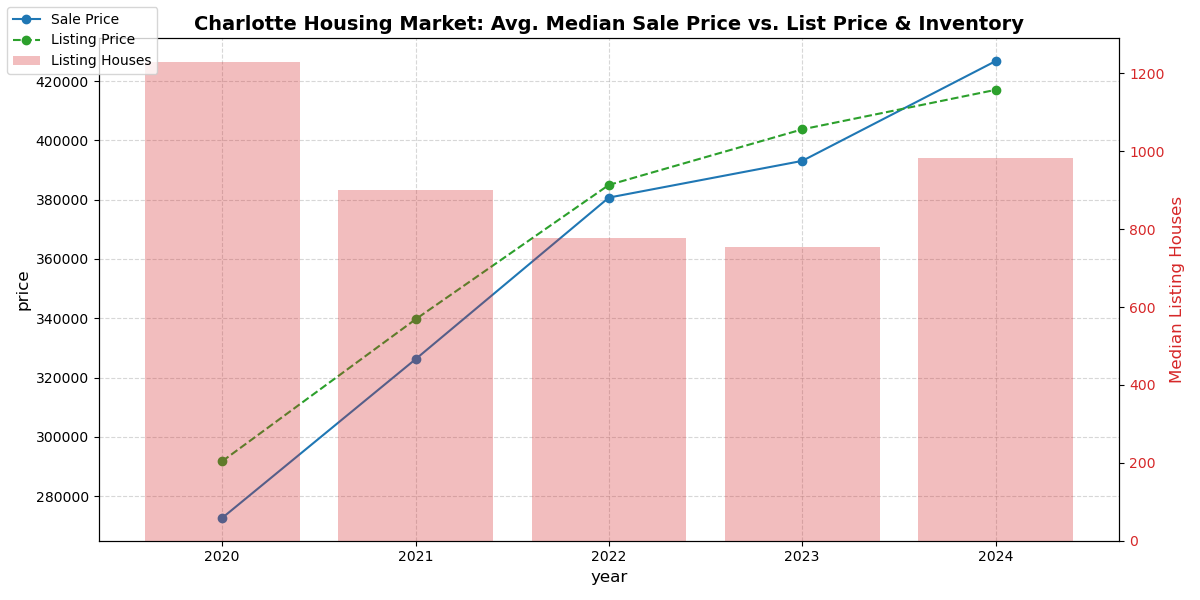 Charlotte Housing Market: Avg. Median Sale Price vs. List Price & Inventory
Sale Price
Listing Price
Listing Houses
420000
400000
380000
360000
340000
320000
300000
280000
price
1200
1000
800
600
400
200
0
Median Listing Houses
2020 2021 2022 2023 2024
year